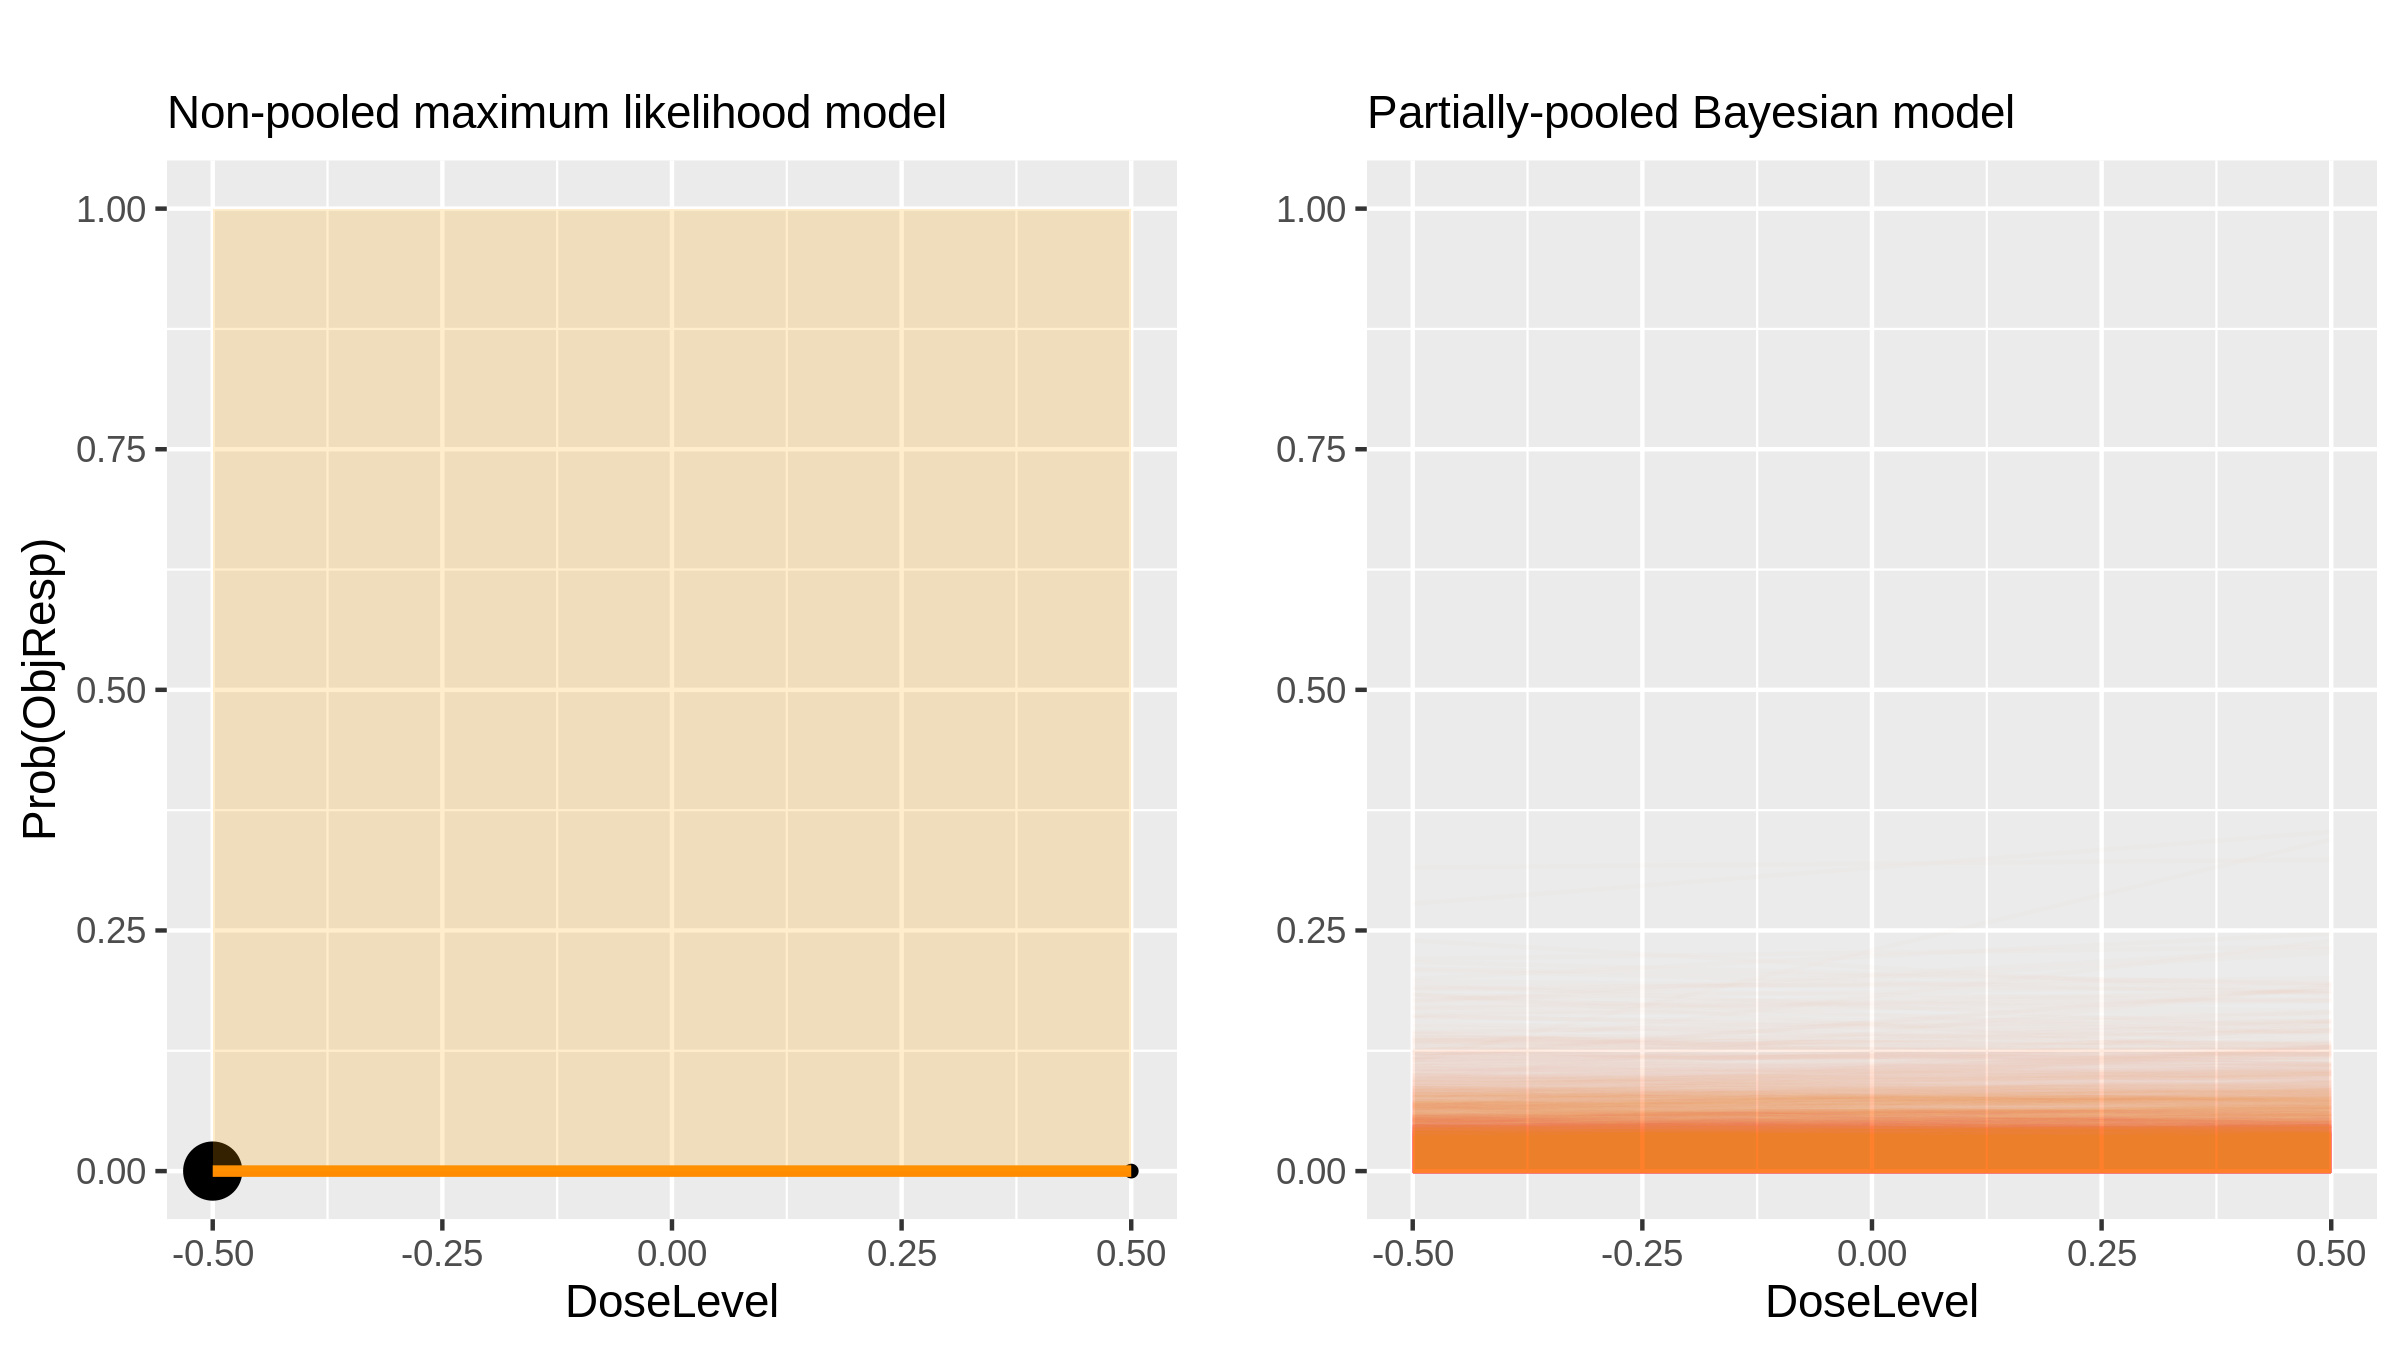 Non-pooled maximum likelihood model
Prob(ObjResp)
1.00
0.75
0.50
0.25
0.00
-0.50 -0.25 0.00 0.25 0.50
DoseLevel
Partially-pooled Bayesian model
1.00
0.75
0.50
0.25
0.00
-0.50 -0.25 0.00 0.25 0.50
DoseLevel